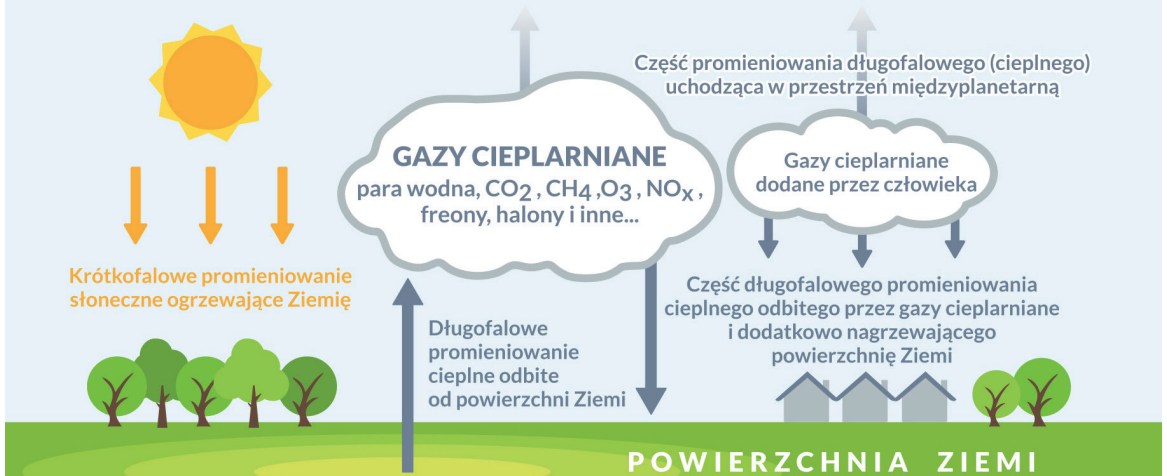 Część promieniowania długofalowego (cieplnego)
uchodząca w przestrzeń międzyplanetarną
GAZY CIEPLARNIANE
para wodna, CO2 , CH4 ,O3 , NOx ,
freony, halony i inne...
Gazy cieplarniane
dodane przez człowieka
Krótkofalowe promieniowanie
słoneczne ogrzewające Ziemię
Długofalowe
promieniowanie
cieplne odbite
od powierzchni Ziemi
Część długofalowego promieniowania
cieplnego odbitego przez gazy cieplarniane
i dodatkowo nagrzewającego
powierzchnię Ziemi
POWIERZCHNIA ZIEMI